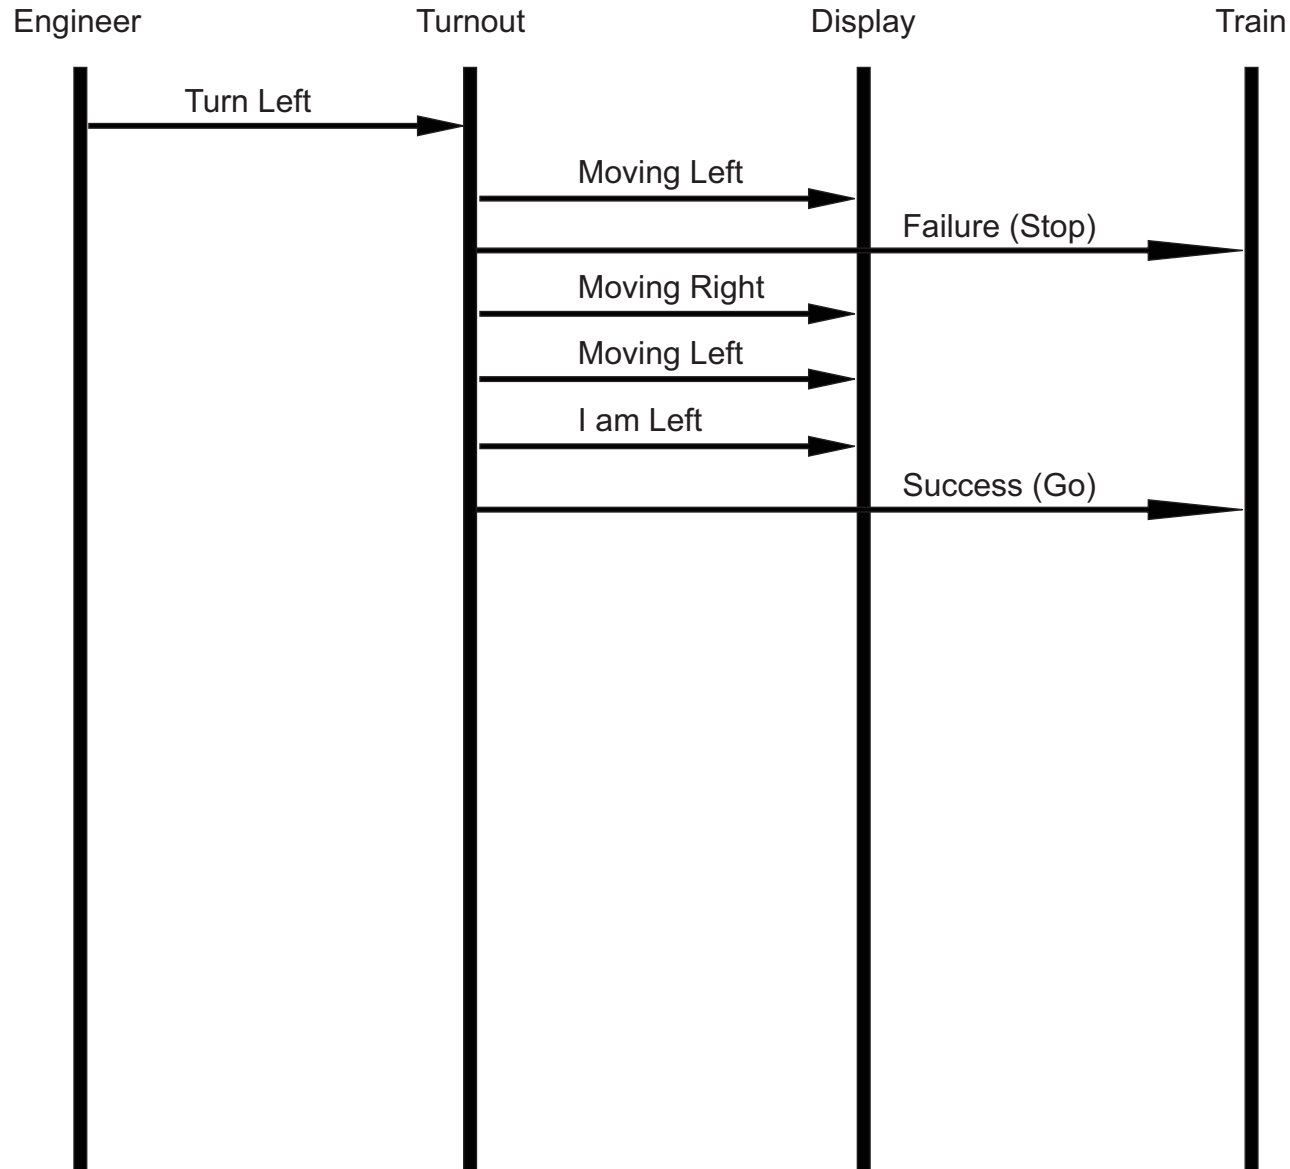 Engineer Turnout Display Train
Turn Left
Moving Left
Failure (Stop)
Moving Right
Moving Left
I am Left
Success (Go)